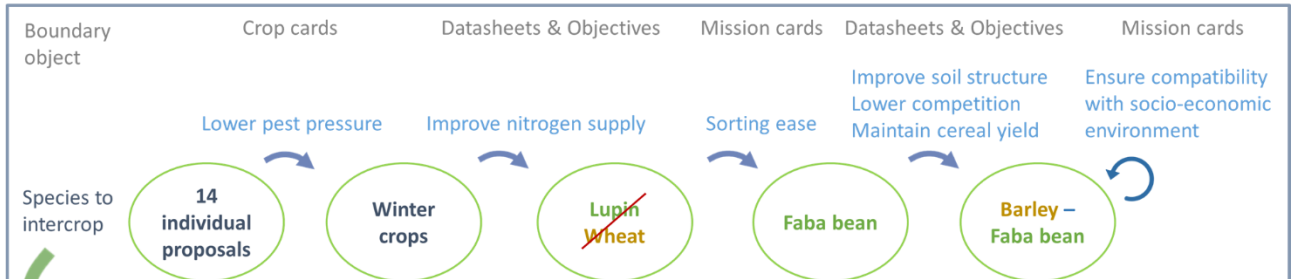 Boundary object
Crop cards
Datasheets & Objectives
Mission cards
Datasheets & Objectives
Mission cards
Lower pest pressure
Improve nitrogen supply
Sorting ease
Improve soil structure
Lower competition
Maintain cereal yield
Ensure compatibility
with socio-economic
environment
Species to
intercrop
14
individual
proposals
Winter
crops
Lupin
Wheat
Faba bean
Barley –
Faba bean